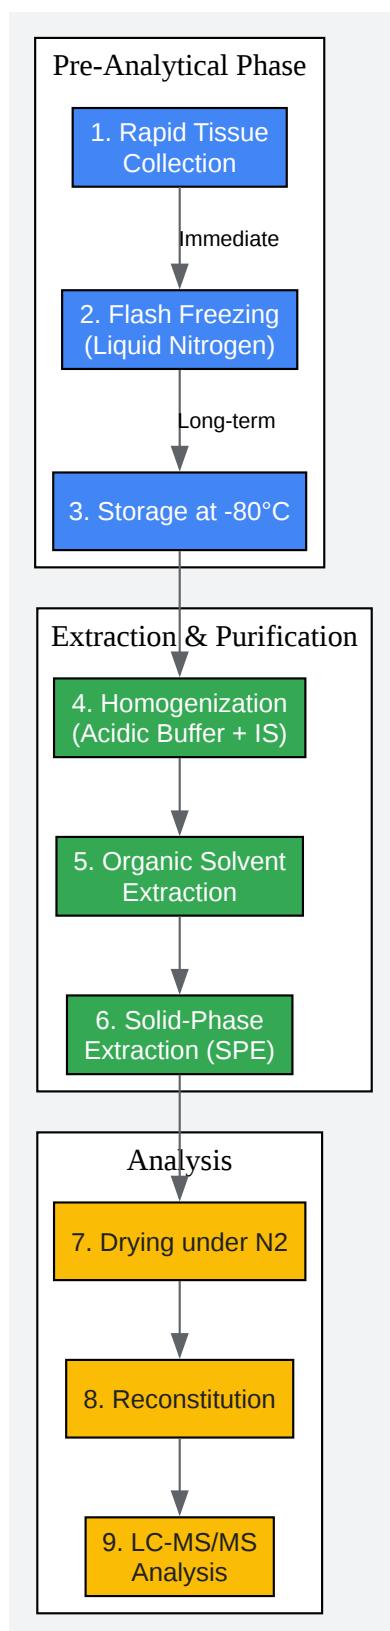 Pre-Analytical Phase
1. Rapid Tissue
Collection
Immediate
2. Flash Freezing
(Liquid Nitrogen)
Long-term
3. Storage at -80°C
Extraction & Purification
4. Homogenization
(Acidic Buffer + IS)
5. Organic Solvent
Extraction
6. Solid-Phase
Extraction (SPE)
Analysis
7. Drying under N2
8. Reconstitution
9. LC-MS/MS
Analysis